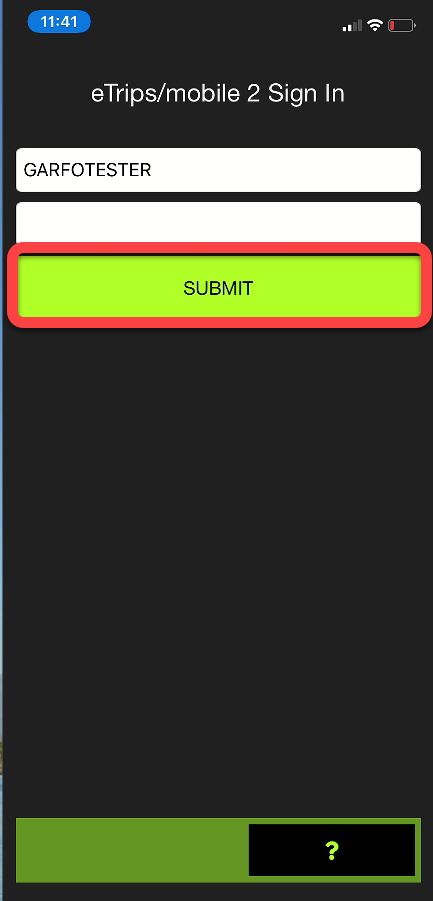 11:41
eTrips/mobile 2 Sign In
GARFOTESTER
SUBMIT
?